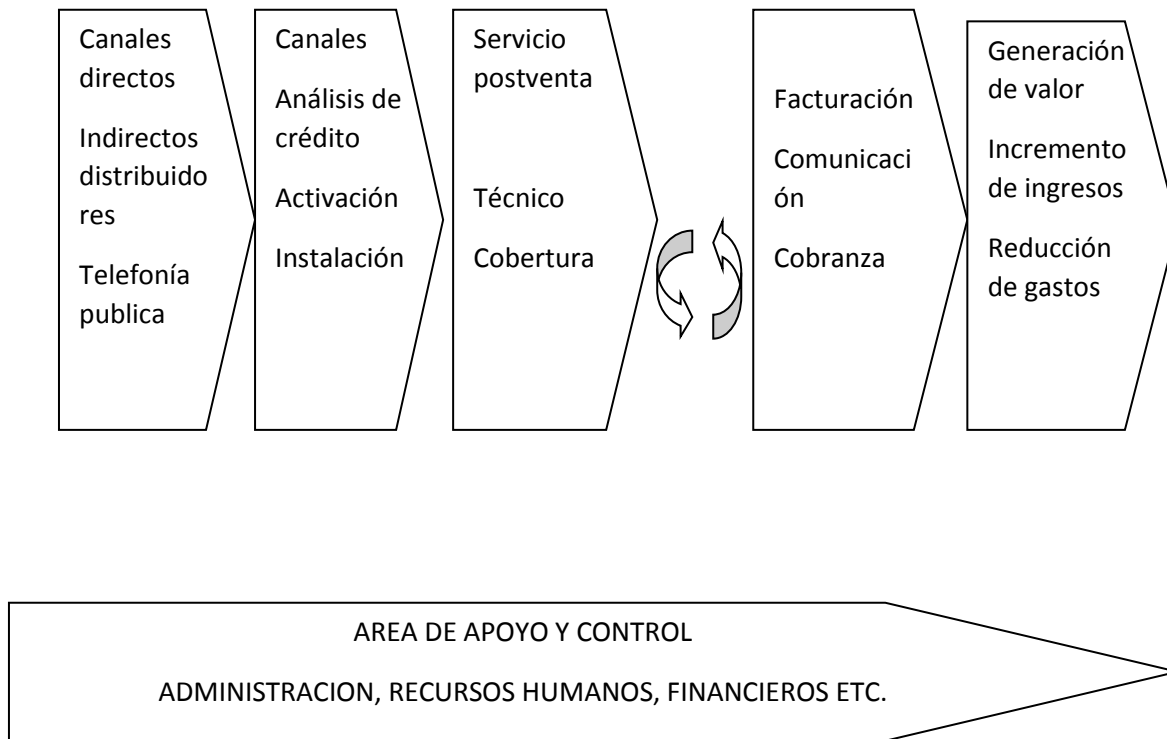 Canales
directos
Indirectos
distribuido
res
Telefonía
publica
Canales
Análisis de
crédito
Activación
Instalación
Servicio
postventa
Técnico
Cobertura
Facturación
Comunicaci
ón
Cobranza
Generación
de valor
Incremento
de ingresos
Reducción
de gastos
AREA DE APOYO Y CONTROL
ADMINISTRACION, RECURSOS HUMANOS, FINANCIEROS ETC.